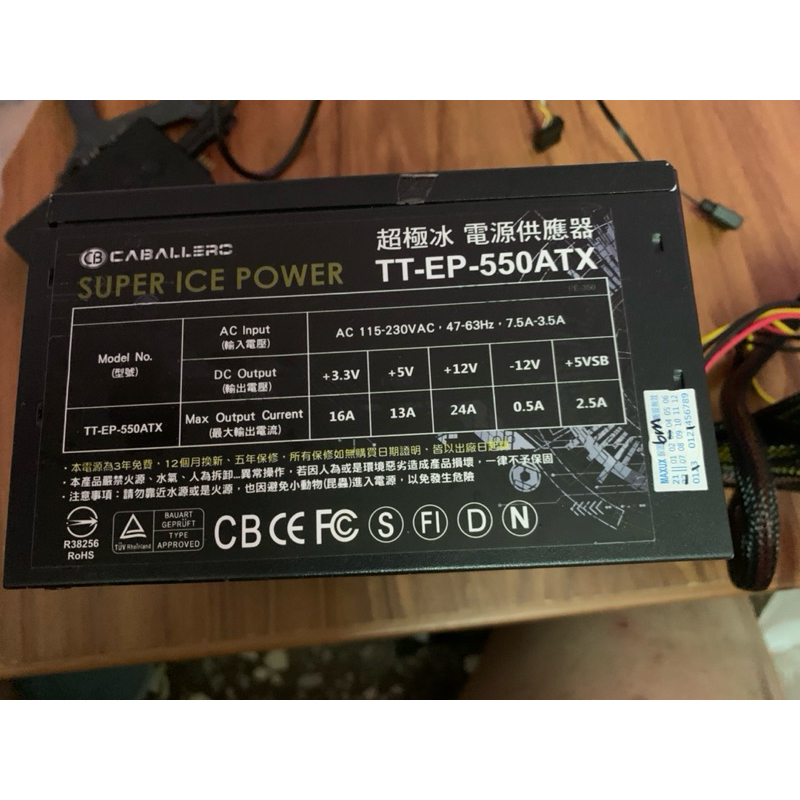 CB CABALLERO
SUPER ICE POWER
超極冰 電源供應器
TT-EP-550ATX
Model No.
(型號)
AC Input
(輸入電壓)
AC 115-230VAC，47-63Hz，7.5A-3.5A
DC Output
(輸出電壓)
+3.3V +5V +12V -12V +5VSB
TT-EP-550ATX
Max Output Current
(最大輸出電流)
16A 13A 24A 0.5A 2.5A
・本電源為3年免費，12個月換新、五年保修，所有保修如無購買日期證明，皆以出廠日起
・本產品嚴禁火源、水氣、人為拆卸...異常操作，若因人為或是環境惡劣造成產品損壞，一律不予保固
・注意事項：請勿靠近水源或是火源，也因避免小動物(昆蟲)進入電源，以免發生危險
R38256
RoHS
TÜV Rheinland
BAUART
GEPRÜFT
TYPE
APPROVED
CB CE FC S FI D N
MAXUX